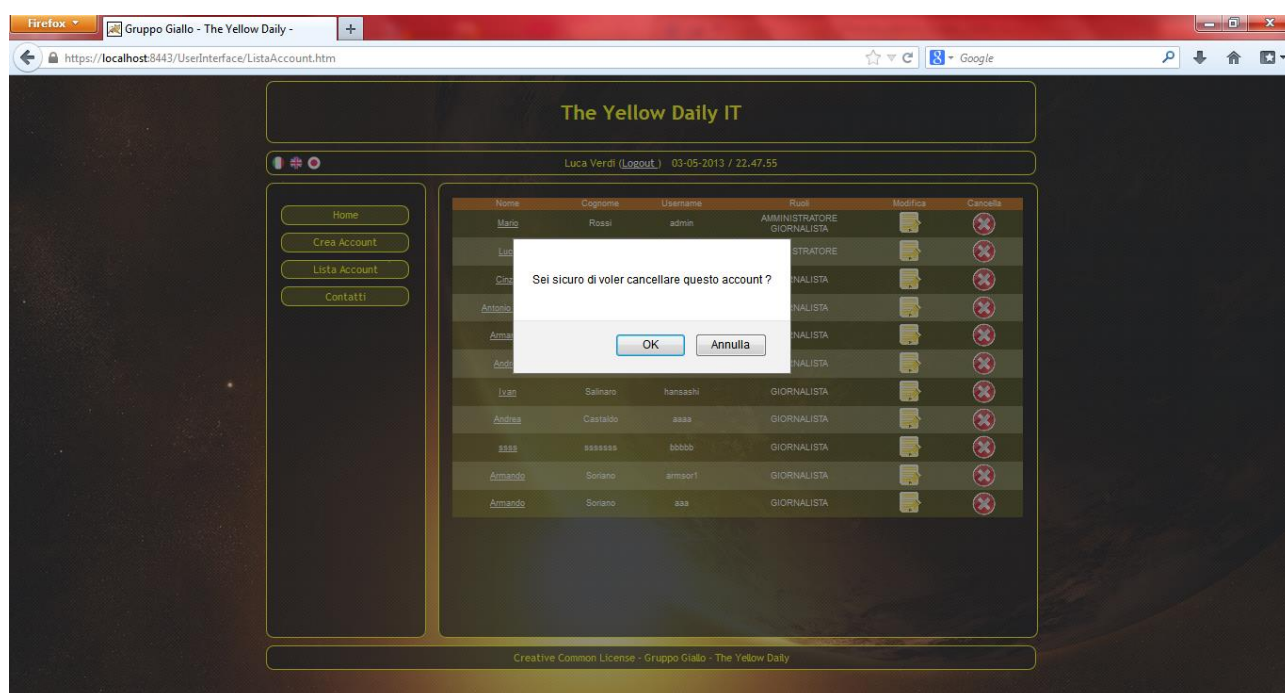 Firefox
Gruppo Giallo - The Yellow Daily -
https://localhost:8443/UserInterface/ListaAccount.htm
Google
The Yellow Daily IT
Luca Verdi (Logout ) 03-05-2013 / 22.47.55
Home
Crea Account
Lista Account
Contatti
Nome Cognome Username Ruoli Modifica Cancella
Mario Rossi admin AMMINISTRATORE
GIORNALISTA
Sei sicuro di voler cancellare questo account ?
OK Annulla
Ivan Salinaro hansashi GIORNALISTA
Andrea Castaldo aaaa GIORNALISTA
ssss sssssss bbbbb GIORNALISTA
Armando Soriano armsor1 GIORNALISTA
Armando Soriano aaa GIORNALISTA
Creative Common License - Gruppo Giallo - The Yellow Daily